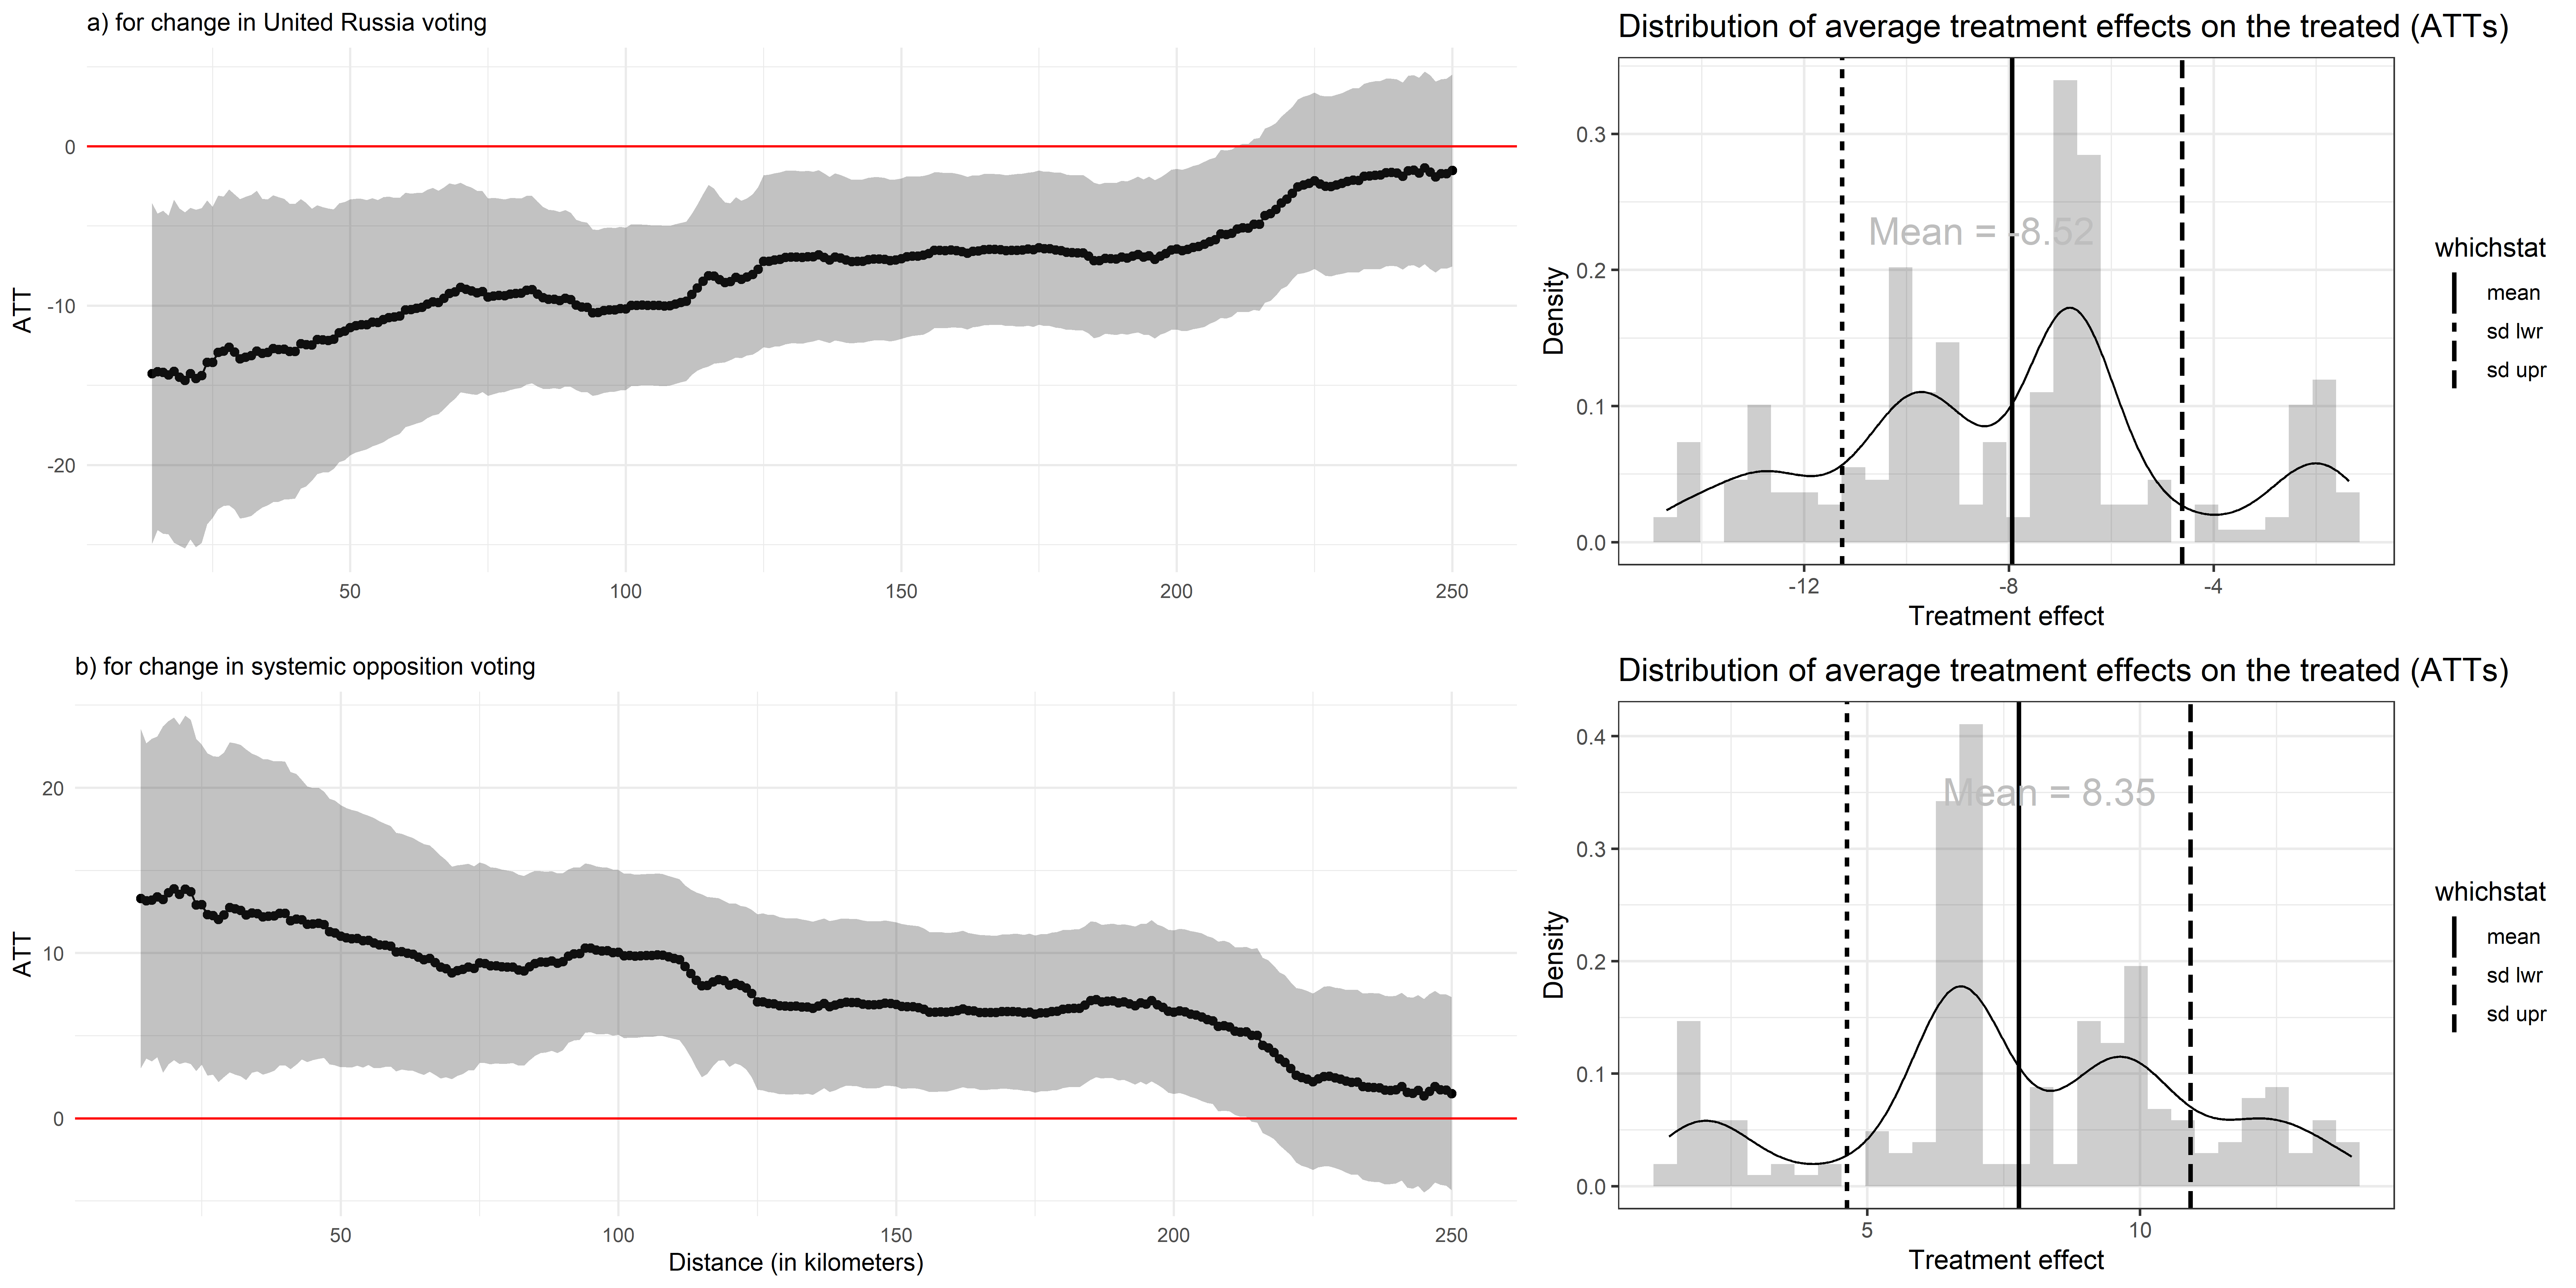 a) for change in United Russia voting
ATT
0
-10
-20
50 100 150 200 250
Distribution of average treatment effects on the treated (ATTs)
Density
0.3
0.2
0.1
0.0
Mean = -8.52
-12 -8 -4
Treatment effect
whichstat
mean
sd lwr
sd upr
b) for change in systemic opposition voting
ATT
20
10
0
50 100 150 200 250
Distance (in kilometers)
Distribution of average treatment effects on the treated (ATTs)
Density
0.4
0.3
0.2
0.1
0.0
Mean = 8.35
5 10
Treatment effect
whichstat
mean
sd lwr
sd upr